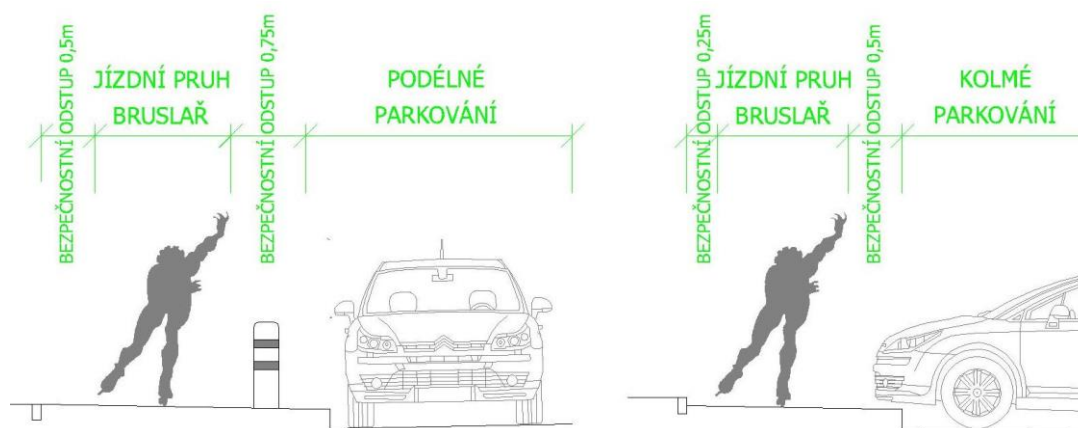 BEZPEČNOSTNÍ ODSTUP 0,5m
JÍZDNÍ PRUH
BRUSLAŘ
BEZPEČNOSTNÍ ODSTUP 0,75m
PODÉLNÉ
PARKOVÁNÍ
BEZPEČNOSTNÍ ODSTUP 0,25m
JÍZDNÍ PRUH
BRUSLAŘ
BEZPEČNOSTNÍ ODSTUP 0,5m
KOLMÉ
PARKOVÁNÍ